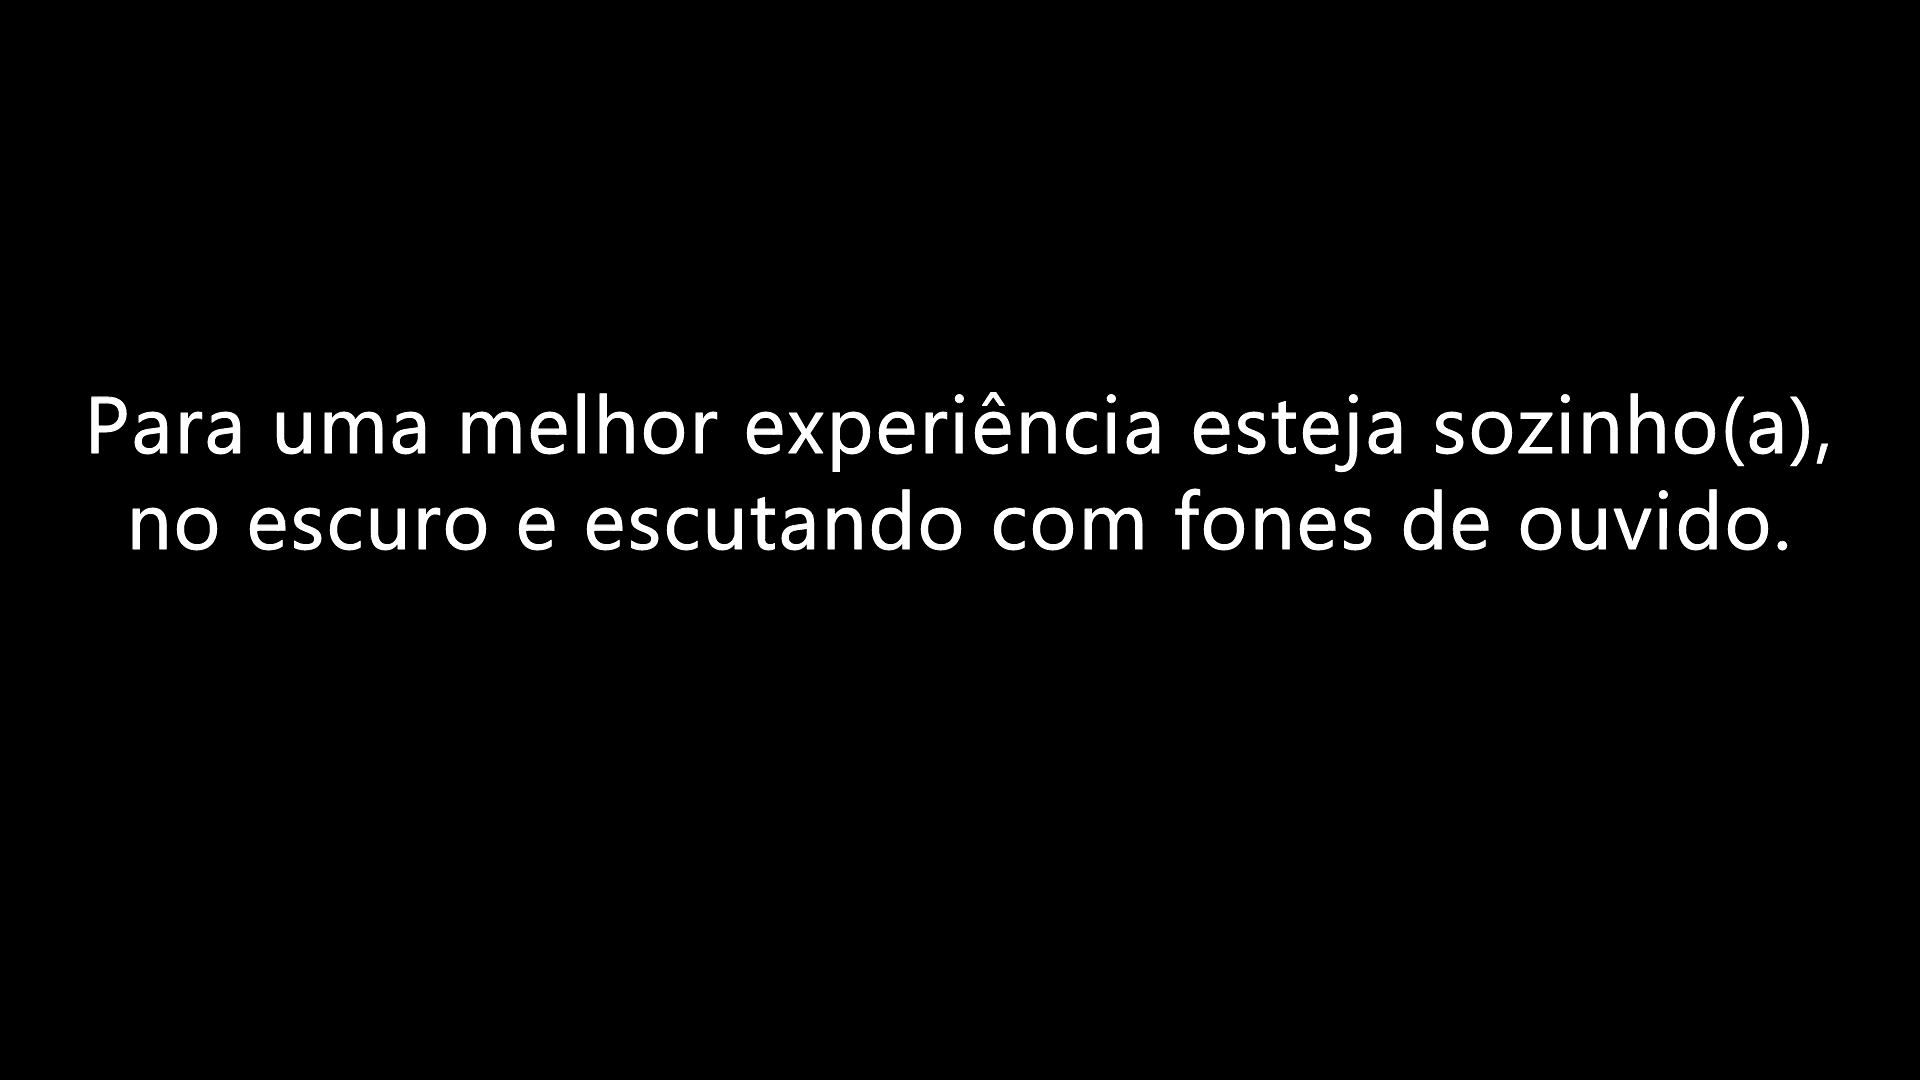 Para uma melhor experiência esteja sozinho(a),
no escuro e escutando com fones de ouvido.